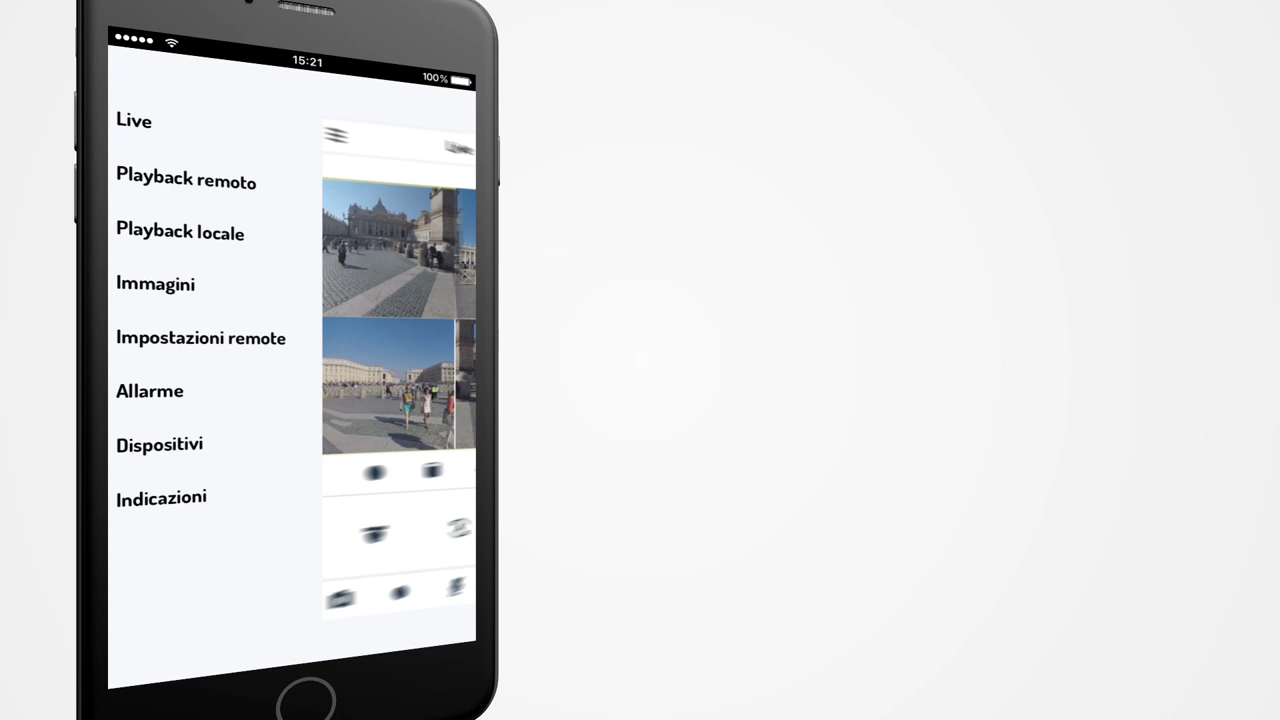 15:21
100%
Live
Playback remoto
Playback locale
Immagini
Impostazioni remote
Allarme
Dispositivi
Indicazioni